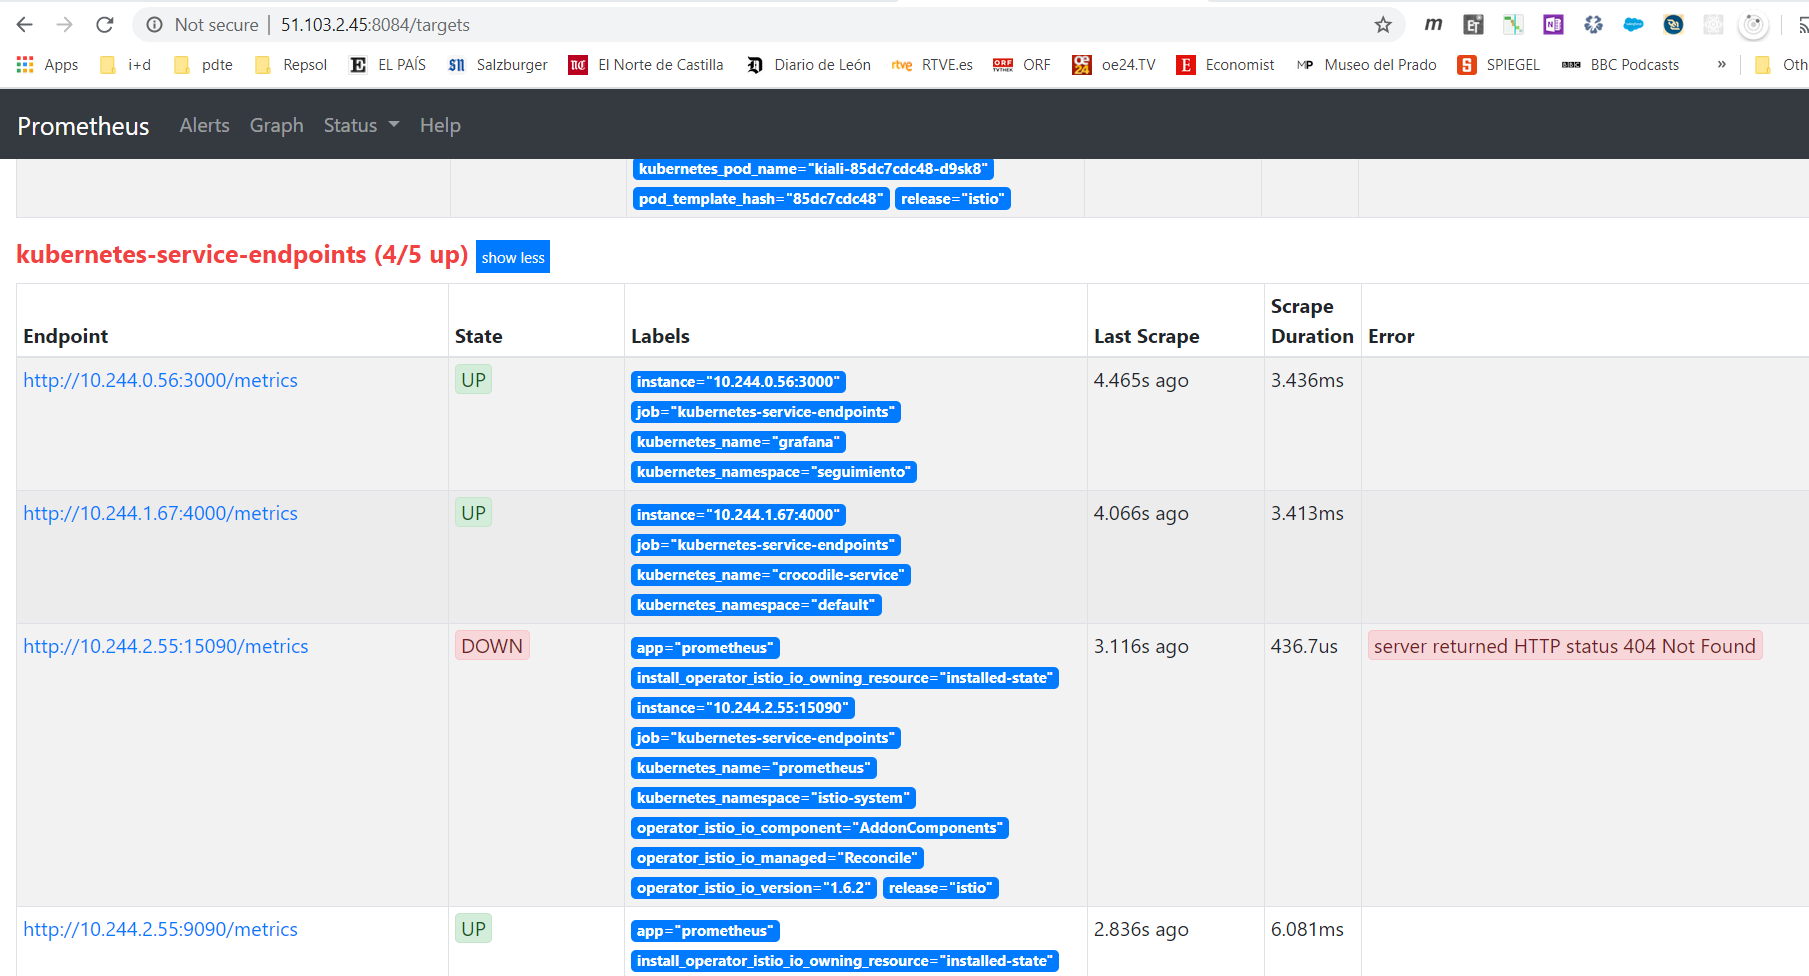 Not secure | 51.103.2.45:8084/targets
Apps i+d pdte Repsol EL PAÍS Salzburger El Norte de Castilla Diario de León RTVE.es ORF oe24.TV Economist Museo del Prado SPIEGEL BBC Podcasts » Oth
Prometheus Alerts Graph Status Help
kubernetes_pod_name="kiali-85dc7cdc48-d9sk8"
pod_template_hash="85dc7cdc48" release="istio"
kubernetes-service-endpoints (4/5 up) show less
Endpoint State Labels Last Scrape Scrape Duration Error
http://10.244.0.56:3000/metrics UP instance="10.244.0.56:3000" 4.465s ago 3.436ms
job="kubernetes-service-endpoints"
kubernetes_name="grafana"
kubernetes_namespace="seguimiento"
http://10.244.1.67:4000/metrics UP instance="10.244.1.67:4000" 4.066s ago 3.413ms
job="kubernetes-service-endpoints"
kubernetes_name="crocodile-service"
kubernetes_namespace="default"
http://10.244.2.55:15090/metrics DOWN app="prometheus" 3.116s ago 436.7us server returned HTTP status 404 Not Found
install_operator_istio_io_owning_resource="installed-state"
instance="10.244.2.55:15090"
job="kubernetes-service-endpoints"
kubernetes_name="prometheus"
kubernetes_namespace="istio-system"
operator_istio_io_component="AddonComponents"
operator_istio_io_managed="Reconcile"
operator_istio_io_version="1.6.2" release="istio"
http://10.244.2.55:9090/metrics UP app="prometheus" 2.836s ago 6.081ms
install_operator_istio_io_owning_resource="installed-state"